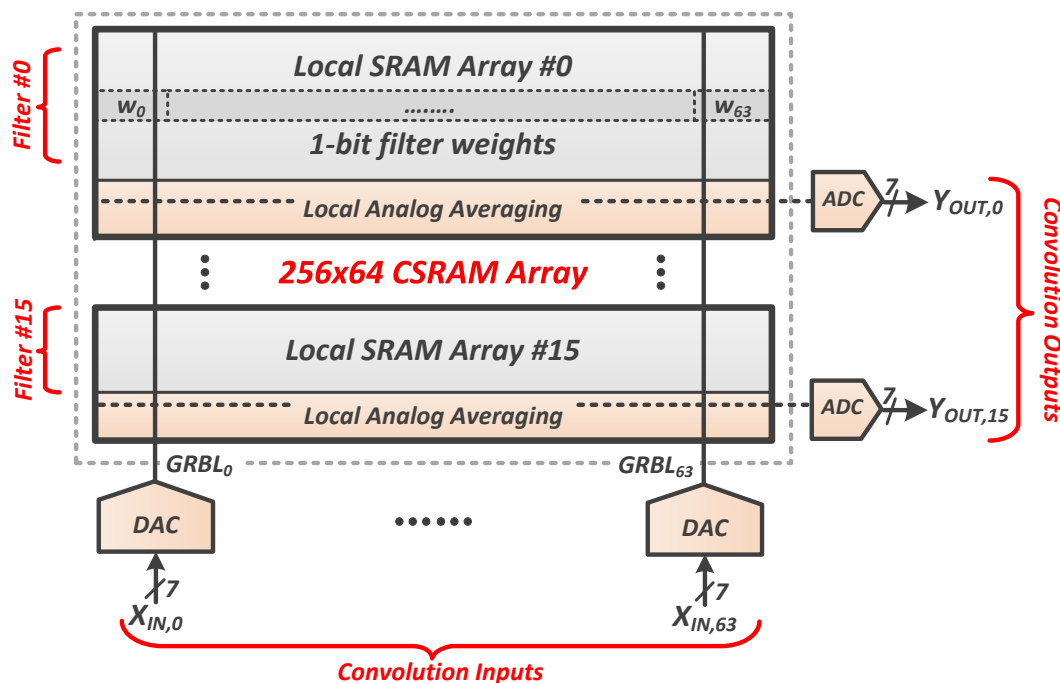 Filter #0
Local SRAM Array #0
w0 ........ w63
1-bit filter weights
Local Analog Averaging
ADC
7
YOUT,0
256x64 CSRAM Array
Filter #15
Local SRAM Array #15
Local Analog Averaging
ADC
7
YOUT,15
Convolution Outputs
GRBL0
GRBL63
DAC
DAC
7
7
XIN,0
XIN,63
Convolution Inputs